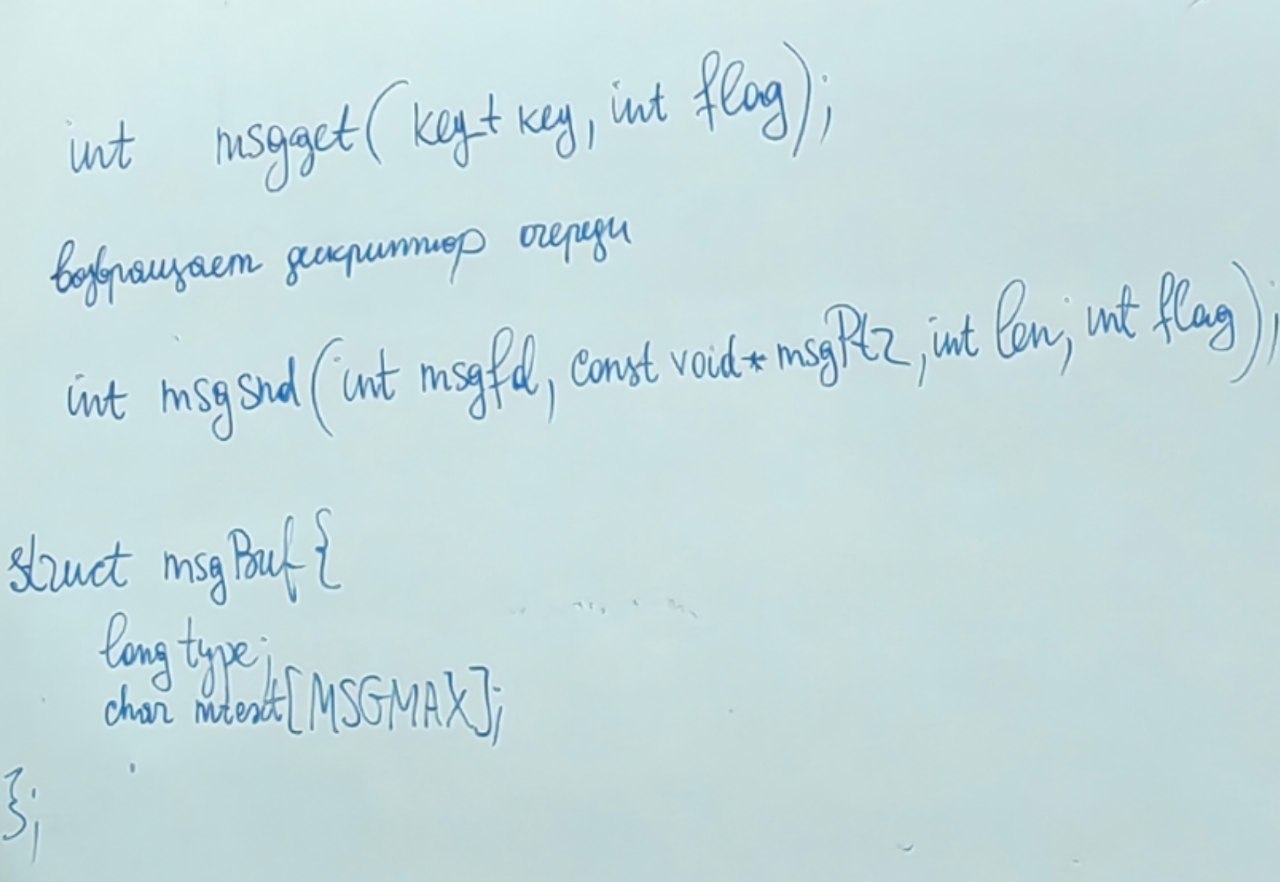 int msgget( key_t key, int flag);
возвращает дискриптор очереди
int msgsnd(int msgfd, const void* msgPtr, int len; int flag);
struct msgBuf{
long type;
char mtext[MSGMAX];
};